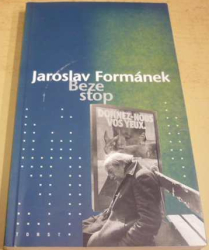 Jaroslav Formánek
Beze
stop
DONNEZ-NOUS
VOS YEUX.